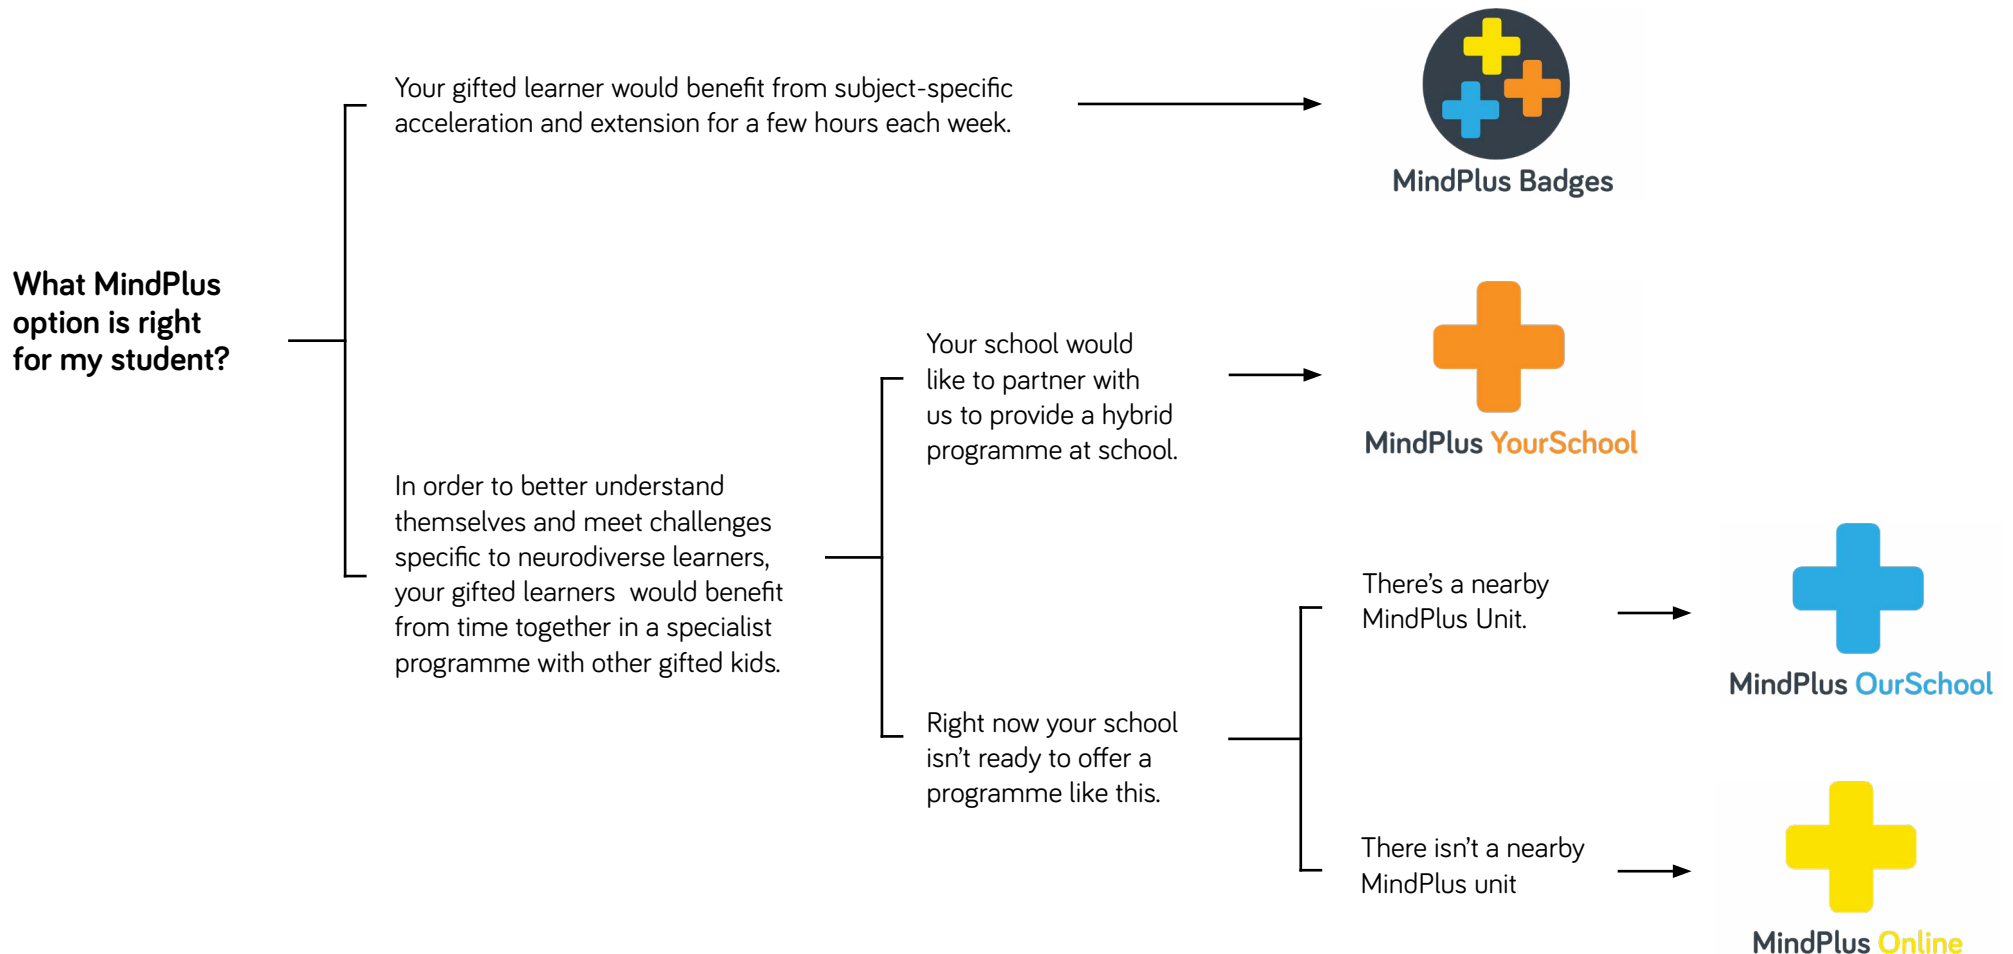 What MindPlus
option is right
for my student?
Your gifted learner would benefit from subject-specific
acceleration and extension for a few hours each week.
MindPlus Badges
In order to better understand
themselves and meet challenges
specific to neurodiverse learners,
your gifted learners  would benefit
from time together in a specialist
programme with other gifted kids.
Your school would
like to partner with
us to provide a hybrid
programme at school.
MindPlus YourSchool
Right now your school
isn't ready to offer a
programme like this.
There's a nearby
MindPlus Unit.
MindPlus OurSchool
There isn't a nearby
MindPlus unit
MindPlus Online